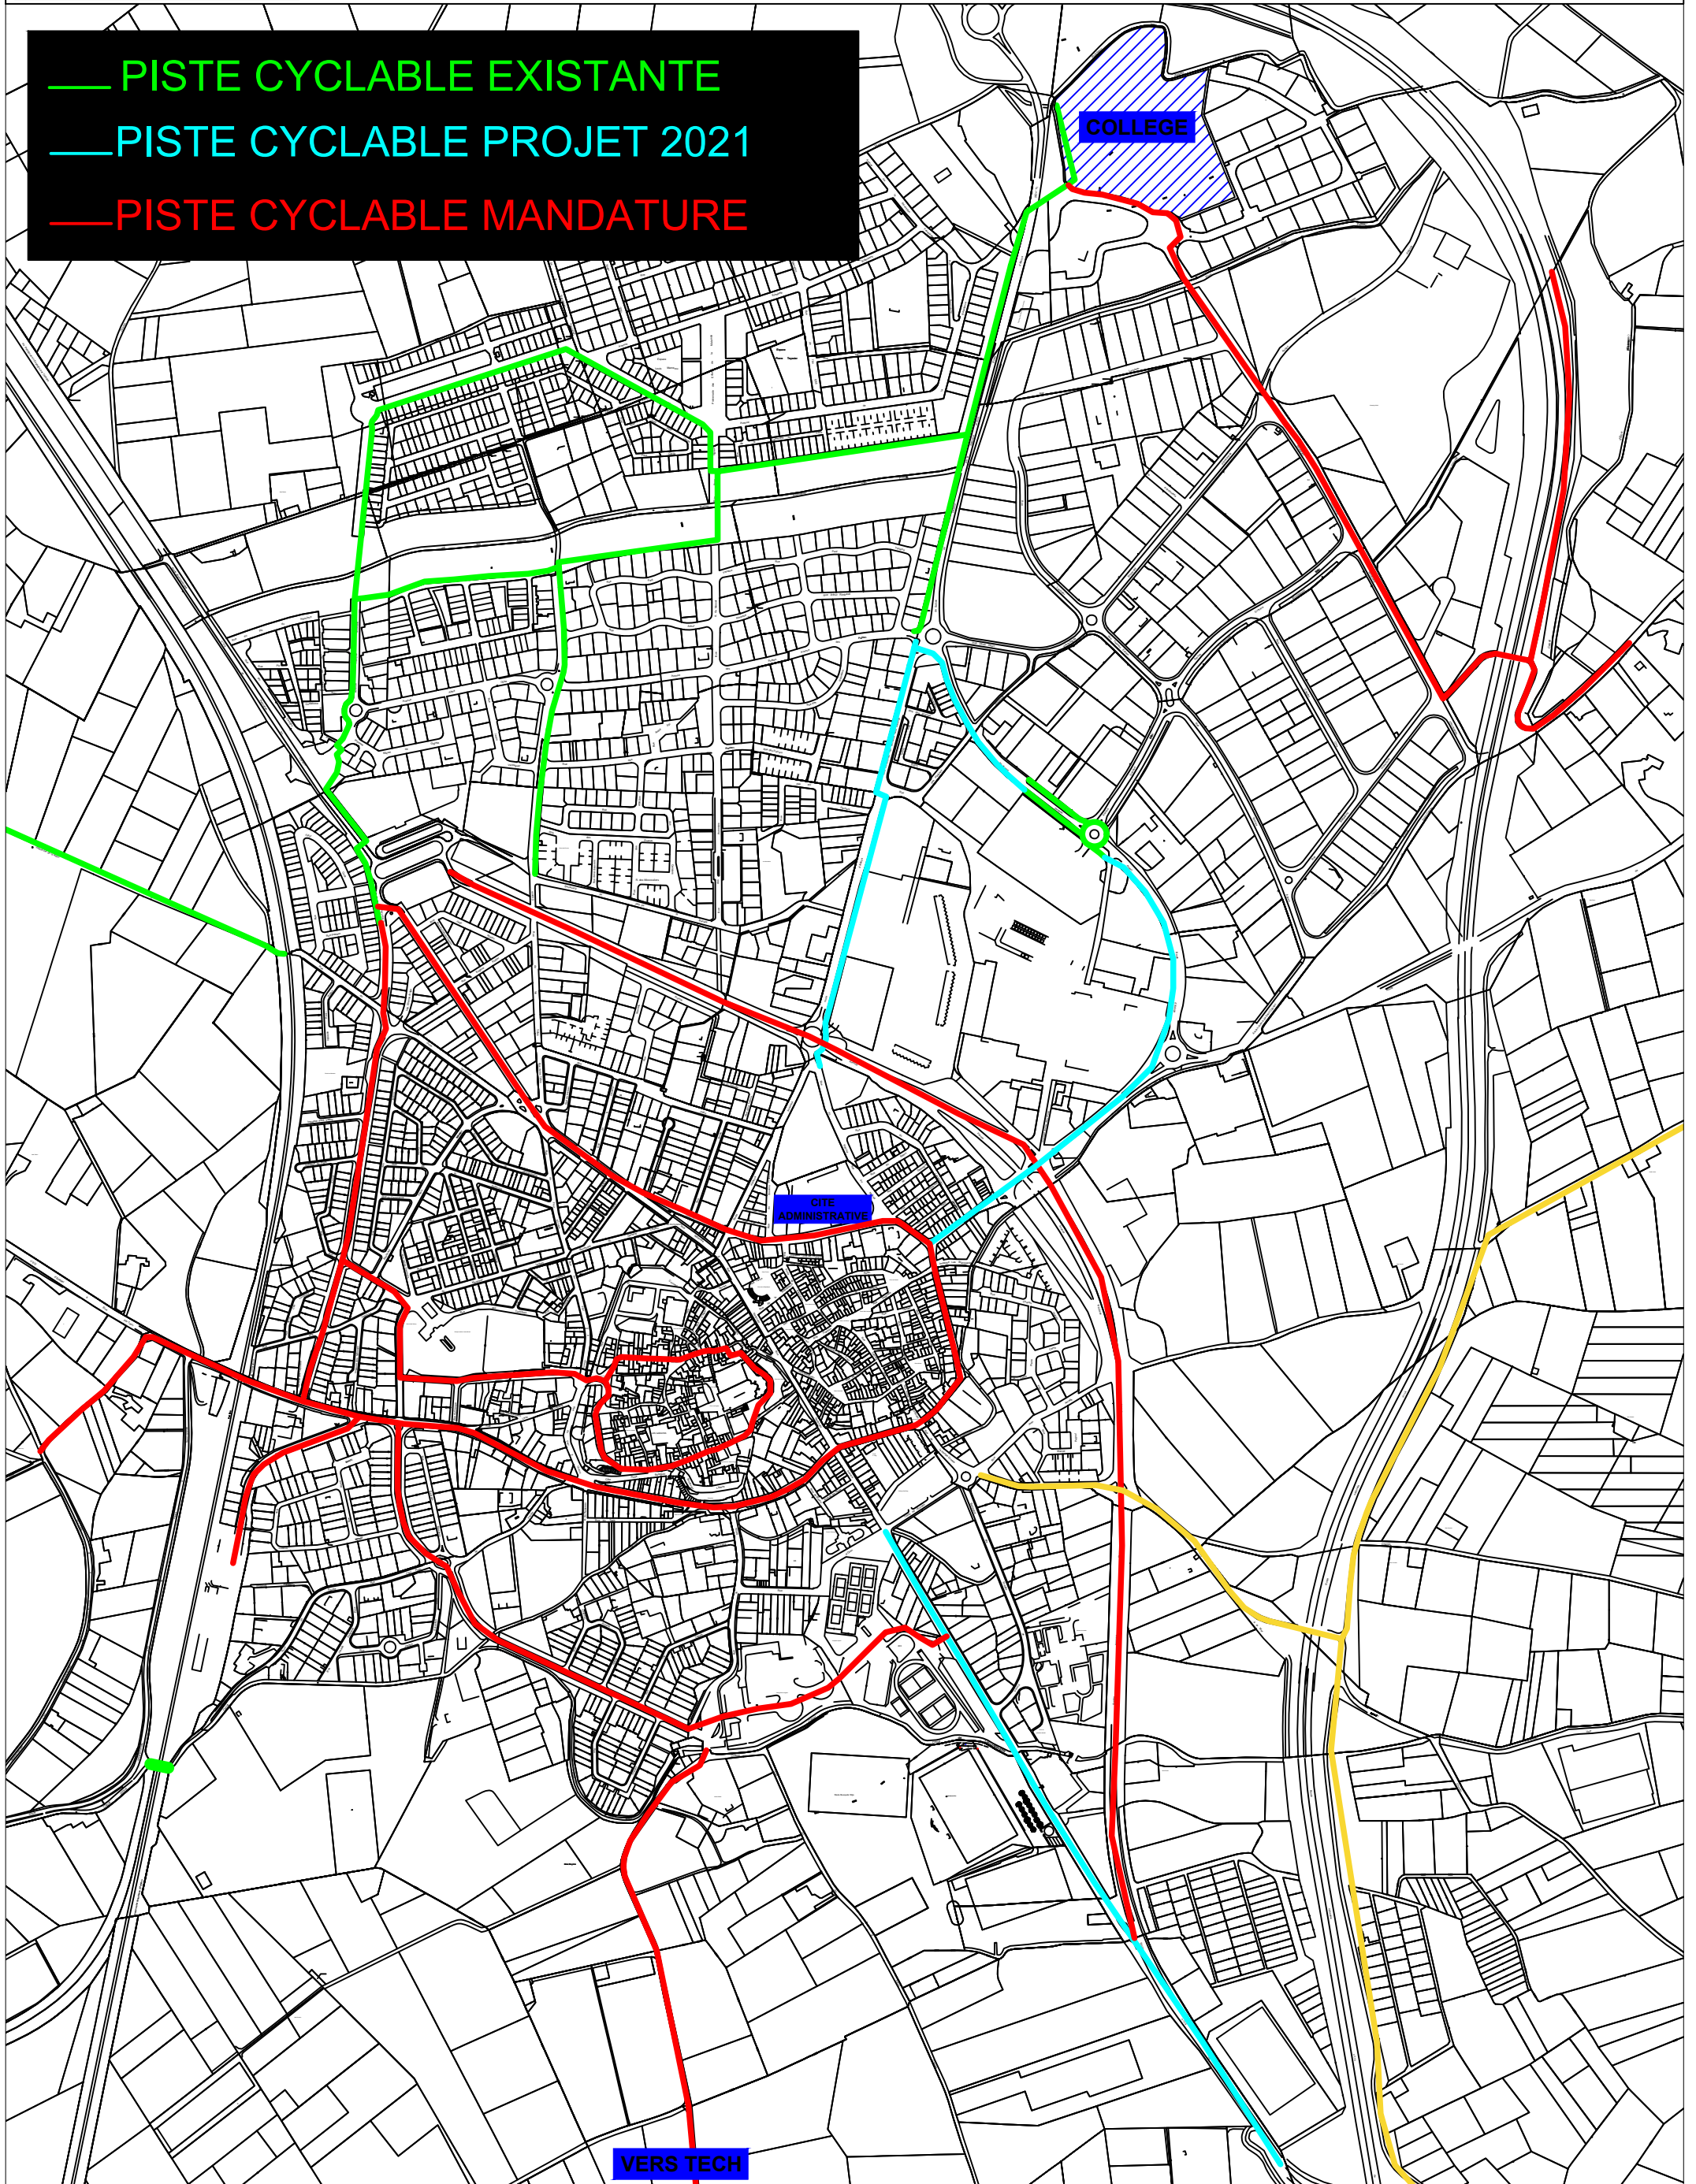 PISTE CYCLABLE EXISTANTE
PISTE CYCLABLE PROJET 2021
PISTE CYCLABLE MANDATURE
COLLEGE
CITE
ADMINISTRATIVE
VERS TECH